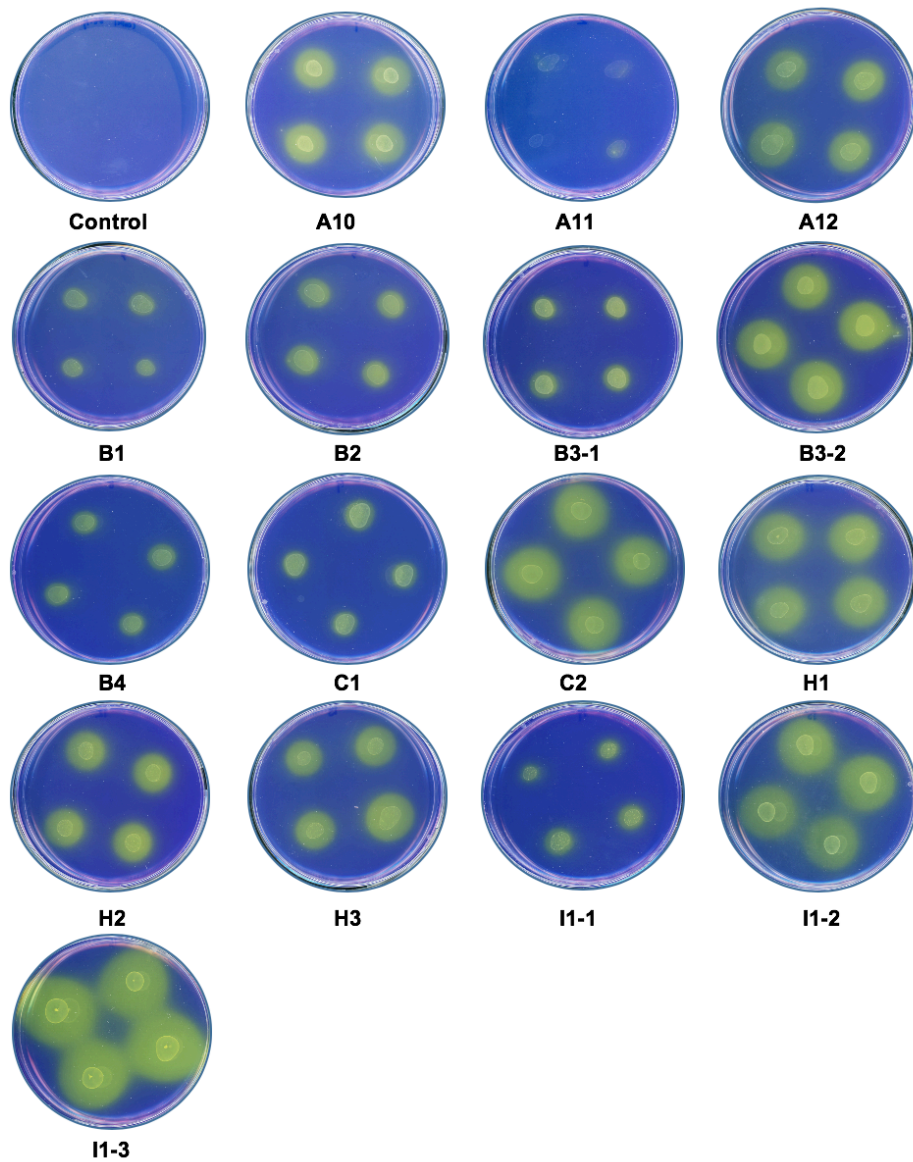 Control A10 A11 A12
B1 B2 B3-1 B3-2
B4 C1 C2 H1
H2 H3 I1-1 I1-2
I1-3